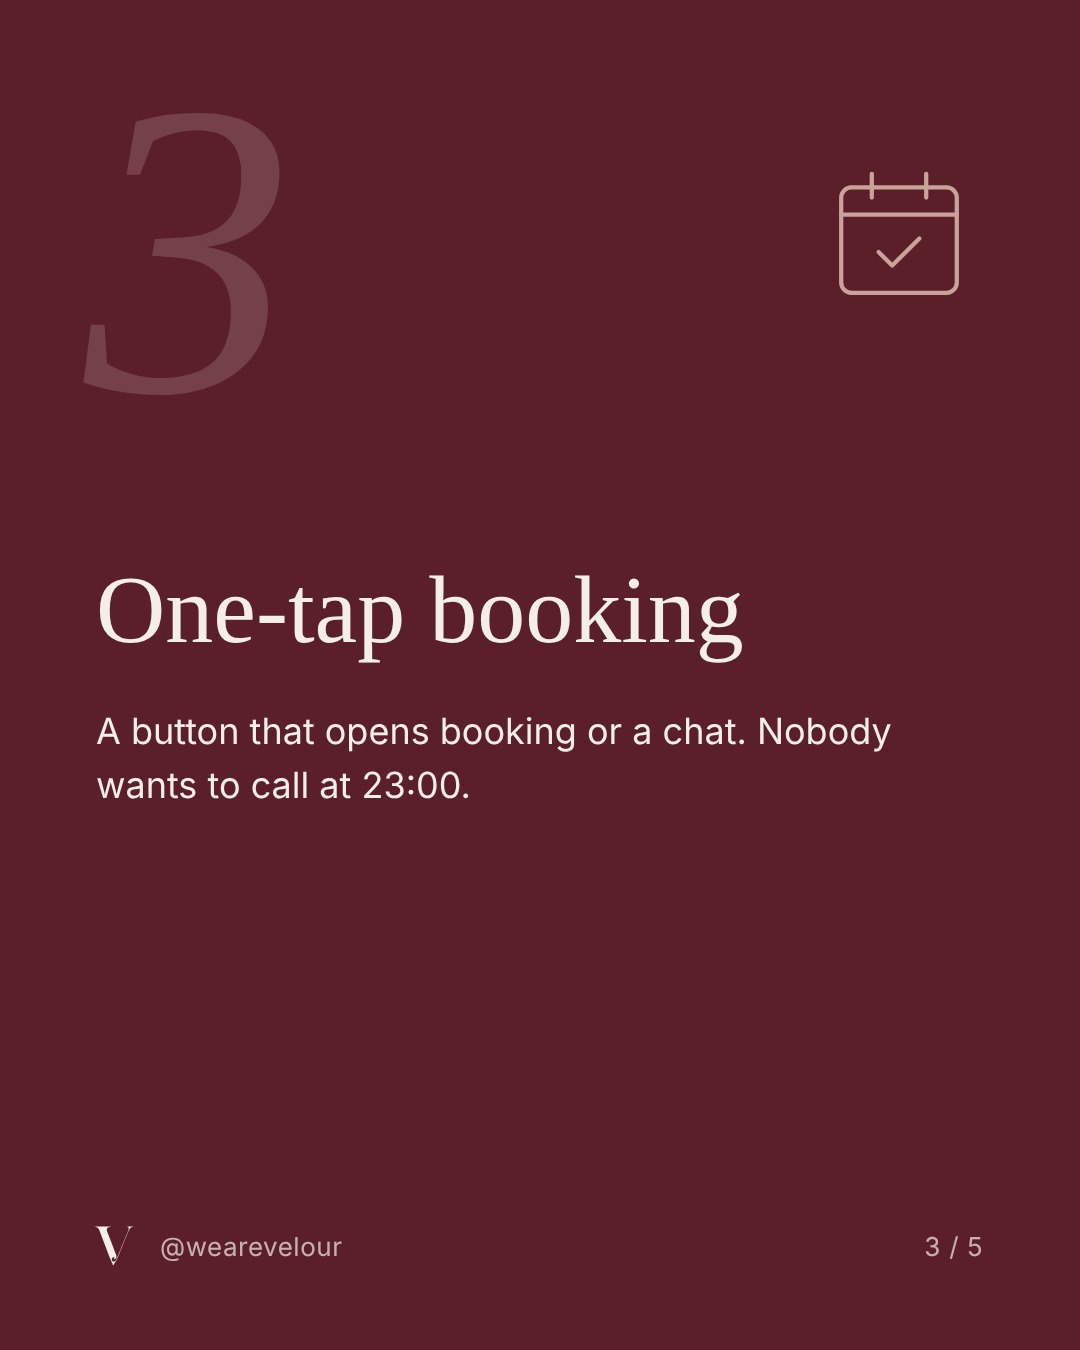 3
One-tap booking
A button that opens booking or a chat. Nobody
wants to call at 23:00.
V @wearevelour
3 / 5